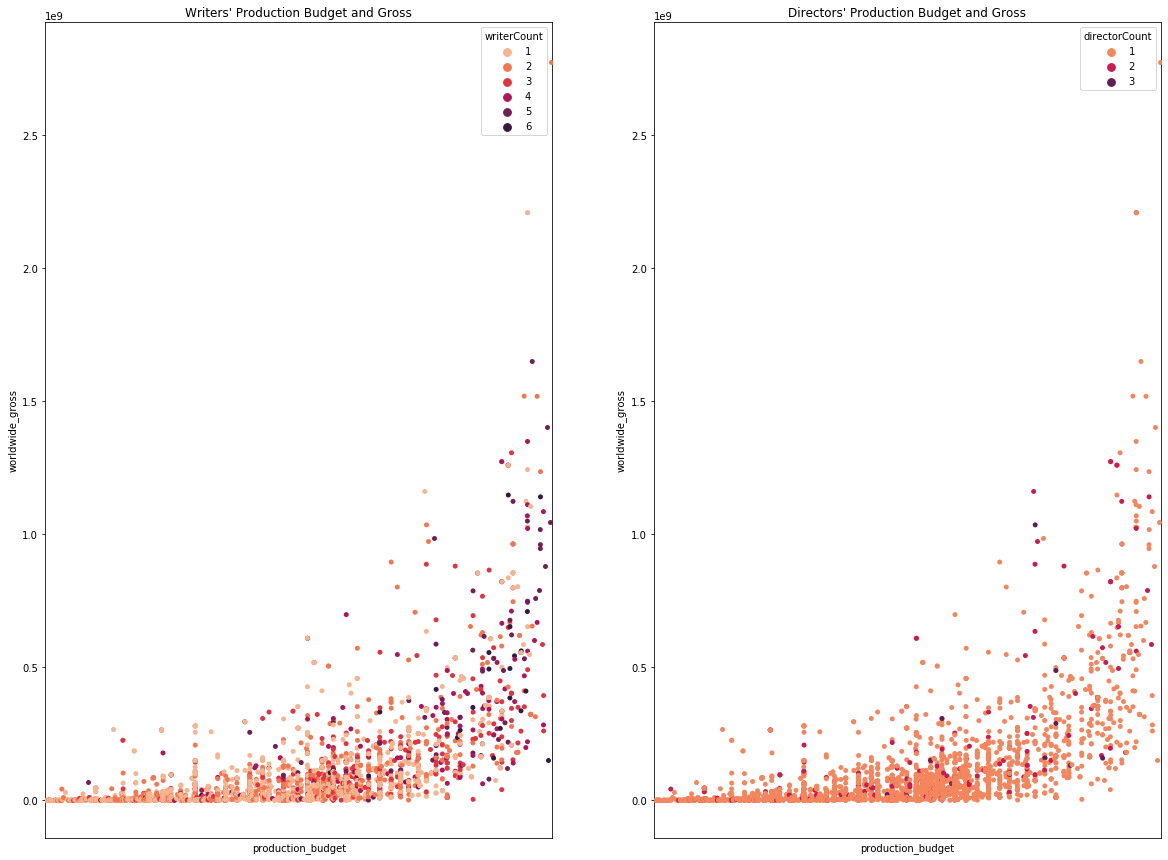 Writers' Production Budget and Gross
1e9
writerCount
1
2
3
4
5
6
2.5
2.0
1.5
1.0
0.5
0.0
worldwide_gross
production_budget
Directors' Production Budget and Gross
1e9
directorCount
1
2
3
2.5
2.0
1.5
1.0
0.5
0.0
worldwide_gross
production_budget